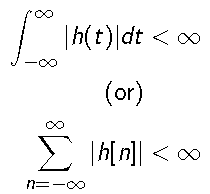 ∫_{-∞}^{∞} |h(t)|dt < ∞
(or)
∑_{n=-∞}^{∞} |h[n]| < ∞